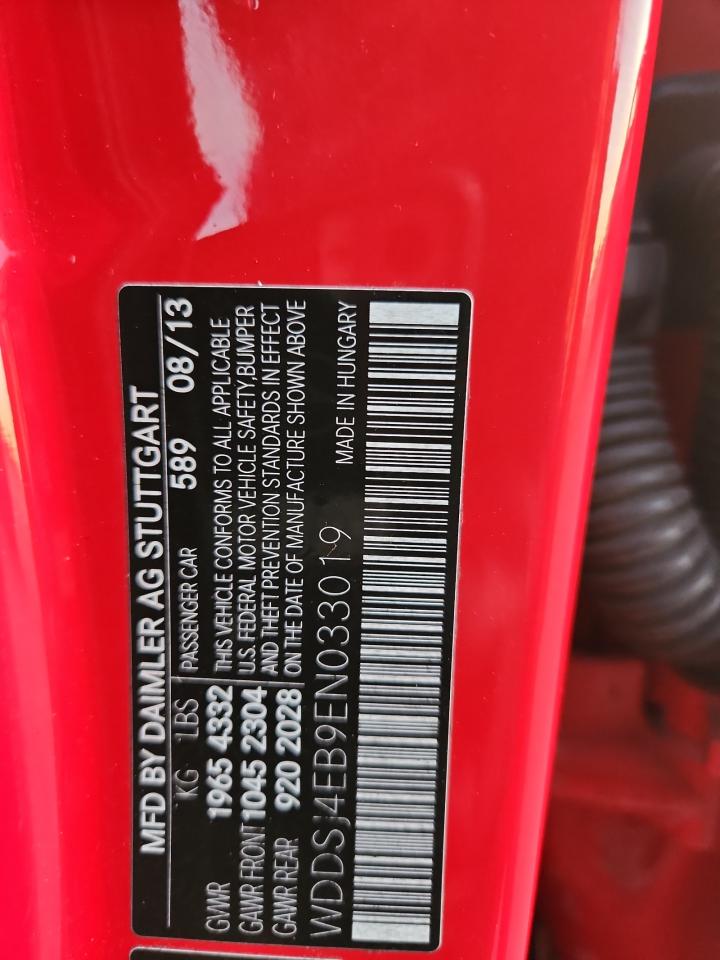 MFD BY DAIMLER AG STUTTGART
KG LBS PASSENGER CAR 589 08/13
GVWR 1965 4332 THIS VEHICLE CONFORMS TO ALL APPLICABLE
GAWR FRONT 1045 2304 U.S. FEDERAL MOTOR VEHICLE SAFETY,BUMPER
AND THEFT PREVENTION STANDARDS IN EFFECT
GAWR REAR 920 2028 ON THE DATE OF MANUFACTURE SHOWN ABOVE
WDDSJ4EB9EN033019 MADE IN HUNGARY